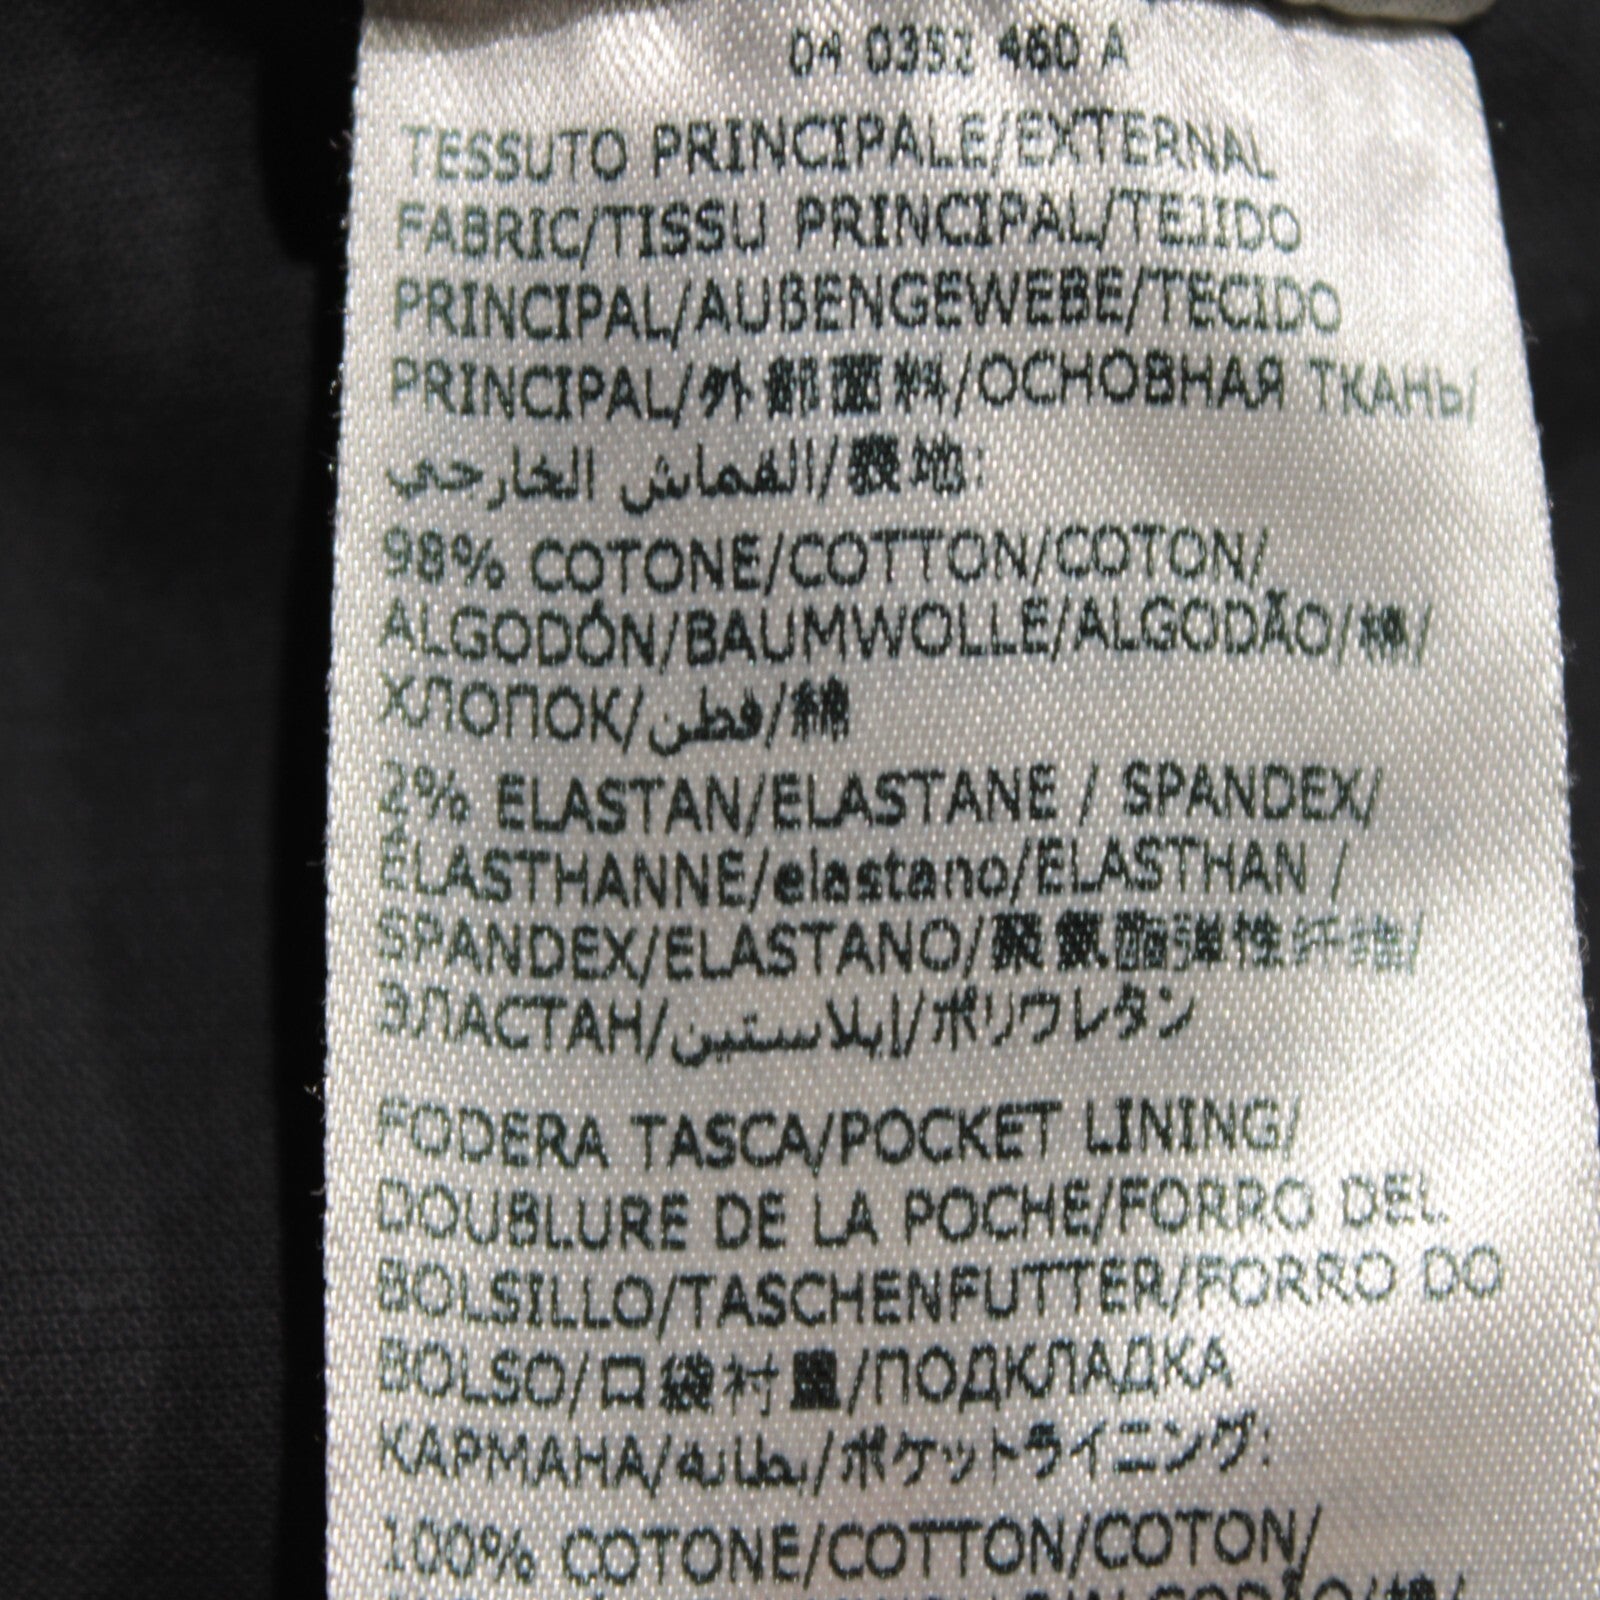 04 0352 460 A
TESSUTO PRINCIPALE/EXTERNAL
FABRIC/TISSU PRINCIPAL/TEJIDO
PRINCIPAL/AUßENGEWEBE/TECIDO
PRINCIPAL/外部面料/ОСНОВНАЯ ТКАНЬ/
القماش الخارجي/表地:
98% COTONE/COTTON/COTON/
ALGODÓN/BAUMWOLLE/ALGODÃO/棉/
ХЛОПОК/قطن/綿
2% ELASTAN/ELASTANE / SPANDEX/
ÉLASTHANNE/elastano/ELASTHAN /
SPANDEX/ELASTANO/聚氨酯弹性纤维/
ЭЛАСТАН/إيلاستين/ポリウレタン
FODERA TASCA/POCKET LINING/
DOUBLURE DE LA POCHE/FORRO DEL
BOLSILLO/TASCHENFUTTER/FORRO DO
BOLSO/口袋衬里/ПОДКЛАДКА
КАРМАНА/بطانة/ポケットライニング:
100% COTONE/COTTON/COTON/